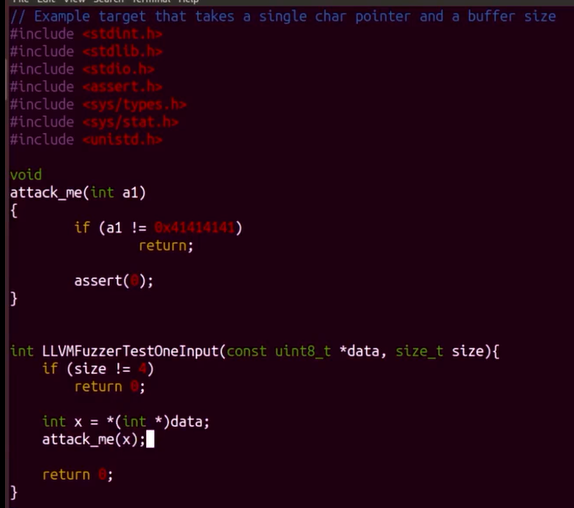 File Edit View Search Terminal Help
// Example target that takes a single char pointer and a buffer size
#include <stdint.h>
#include <stdlib.h>
#include <stdio.h>
#include <assert.h>
#include <sys/types.h>
#include <sys/stat.h>
#include <unistd.h>
void
attack_me(int a1)
{
if (a1 != 0x41414141)
return;
assert(0);
}
int LLVMFuzzerTestOneInput(const uint8_t *data, size_t size){
if (size != 4)
return 0;
int x = *(int *)data;
attack_me(x);
return 0;
}